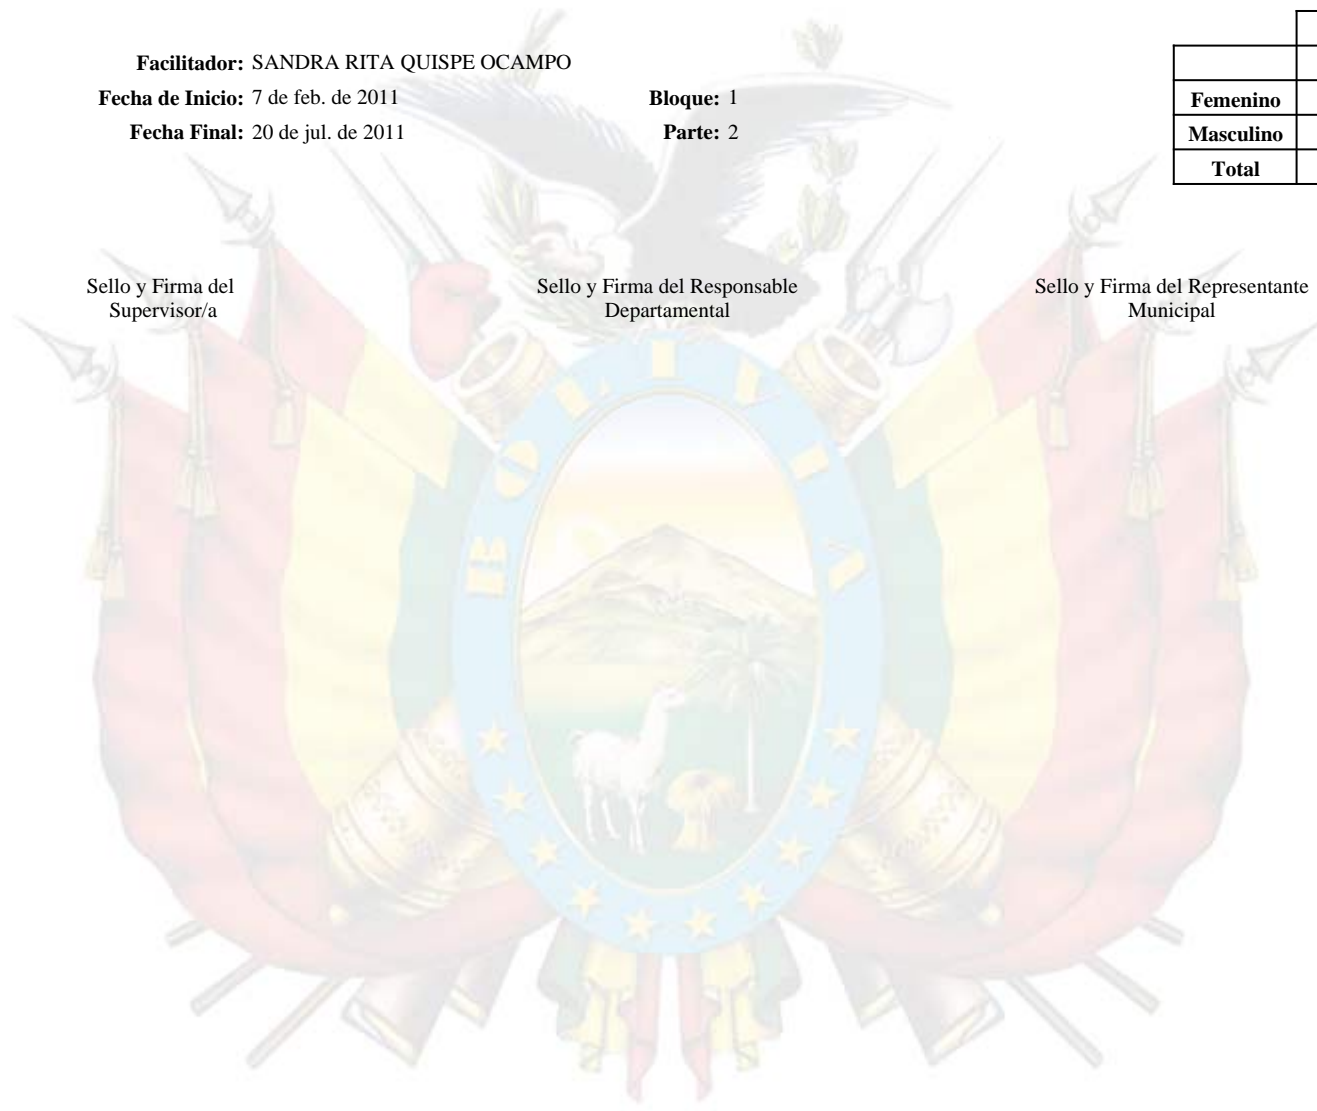 Facilitador: SANDRA RITA QUISPE OCAMPO
Fecha de Inicio: 7 de feb. de 2011 Bloque: 1
Fecha Final: 20 de jul. de 2011 Parte: 2
Femenino
Masculino
Total
Sello y Firma del
Supervisor/a
Sello y Firma del Responsable
Departamental
Sello y Firma del Representante
Municipal
BOLIVIA